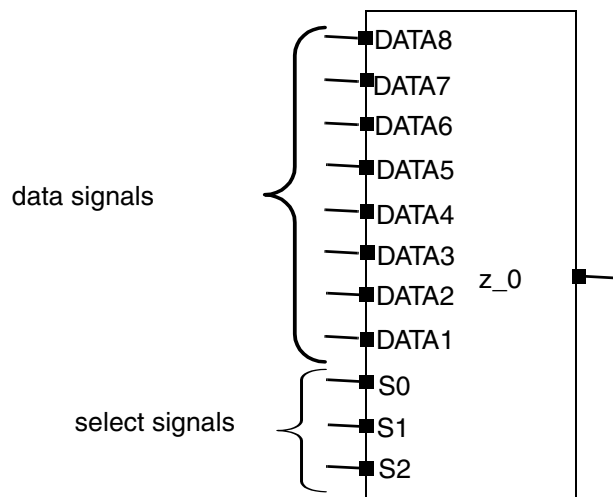 DATA8
DATA7
DATA6
DATA5
data signals
DATA4
DATA3
z_0
DATA2
DATA1
S0
select signals
S1
S2